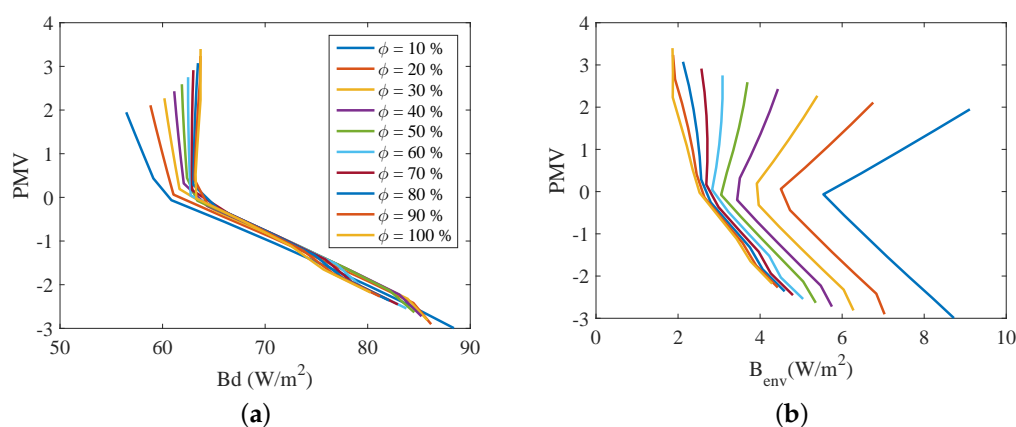 4
3
2
1
0
-1
-2
-3
PMV
50 60 70 80 90
Bd (W/m²)
ϕ = 10 %
ϕ = 20 %
ϕ = 30 %
ϕ = 40 %
ϕ = 50 %
ϕ = 60 %
ϕ = 70 %
ϕ = 80 %
ϕ = 90 %
ϕ = 100 %
(a)
4
3
2
1
0
-1
-2
-3
PMV
0 2 4 6 8 10
B_env(W/m²)
(b)